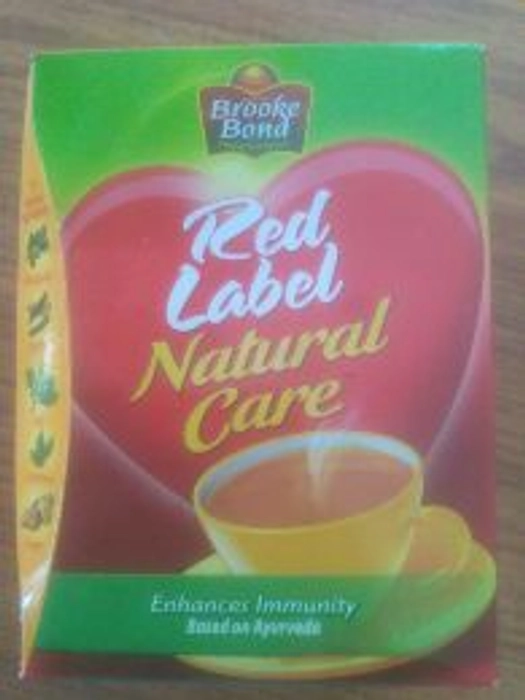 Brooke
Bond
Red
Label
Natural
Care
Enhances Immunity
Based on Ayurveda